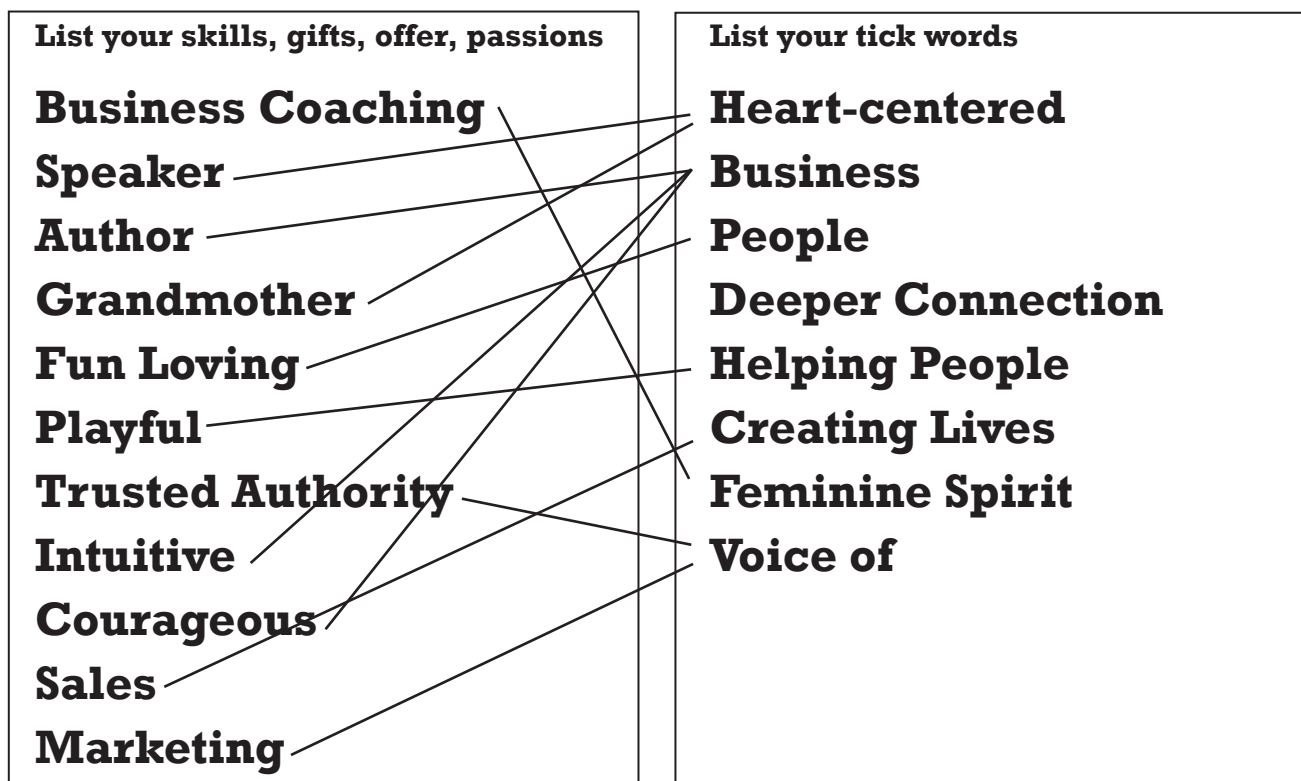 List your skills, gifts, offer, passions
Business Coaching
Speaker
Author
Grandmother
Fun Loving
Playful
Trusted Authority
Intuitive
Courageous
Sales
Marketing
List your tick words
Heart-centered
Business
People
Deeper Connection
Helping People
Creating Lives
Feminine Spirit
Voice of